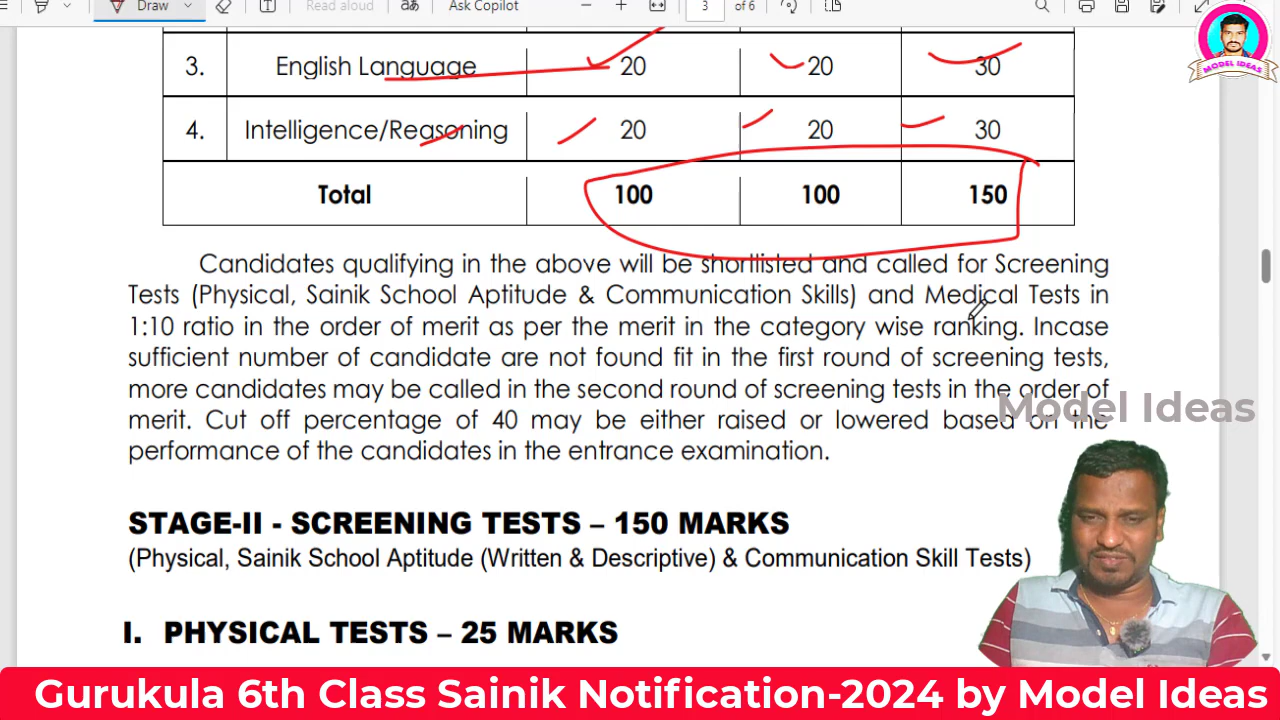 Draw
Read aloud
Ask Copilot
3
of 6
MODEL IDEAS
3. English Language 20 20 30
4. Intelligence/Reasoning 20 20 30
Total 100 100 150
Candidates qualifying in the above will be shortlisted and called for Screening
Tests (Physical, Sainik School Aptitude & Communication Skills) and Medical Tests in
1:10 ratio in the order of merit as per the merit in the category wise ranking. Incase
sufficient number of candidate are not found fit in the first round of screening tests,
more candidates may be called in the second round of screening tests in the order of
merit. Cut off percentage of 40 may be either raised or lowered based on the
performance of the candidates in the entrance examination.
Model Ideas
STAGE-II - SCREENING TESTS – 150 MARKS
(Physical, Sainik School Aptitude (Written & Descriptive) & Communication Skill Tests)
I. PHYSICAL TESTS – 25 MARKS
Gurukula 6th Class Sainik Notification-2024 by Model Ideas